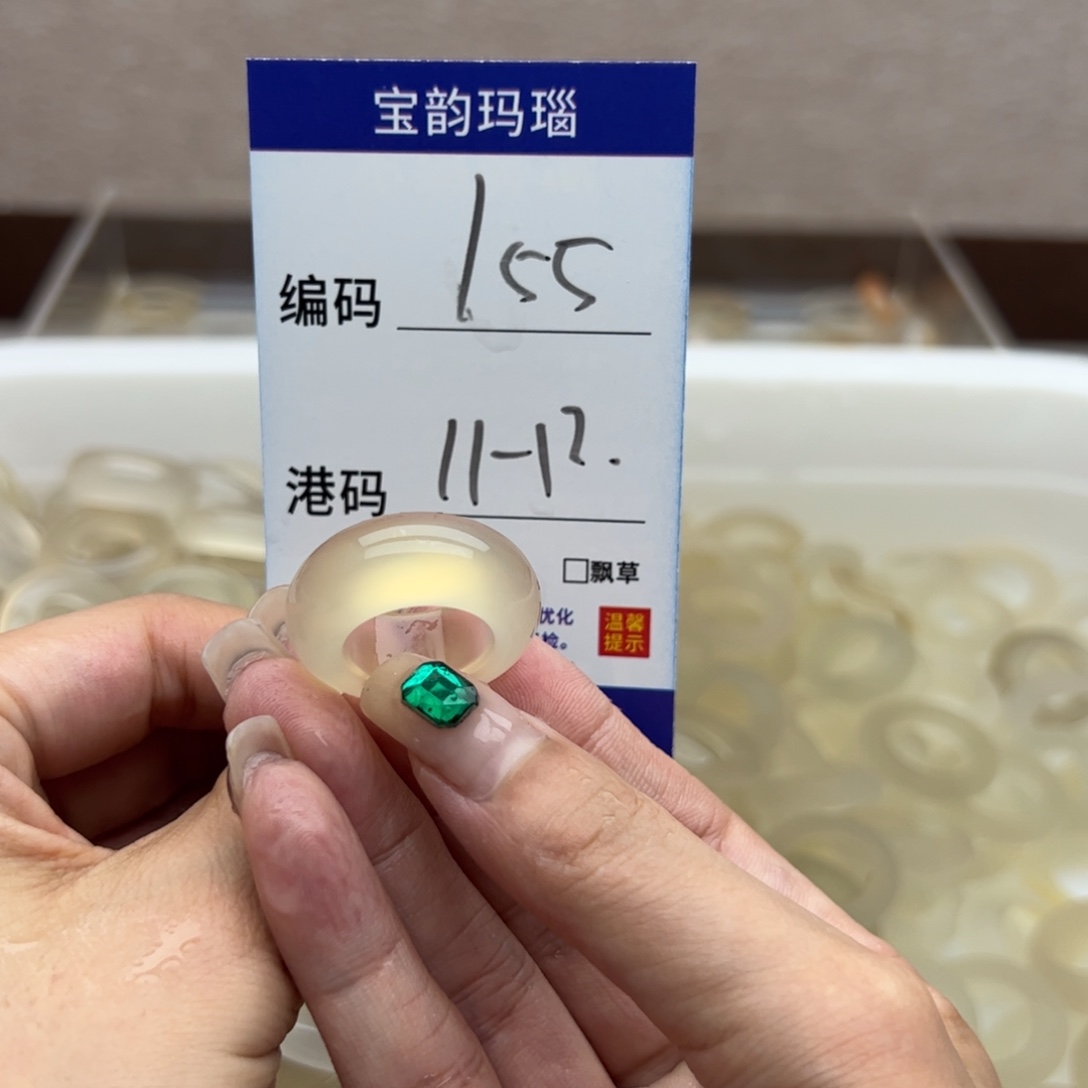 宝韵玛瑙
编码 155
港码 11-12.
□飘草
优化
检。
温馨
提示